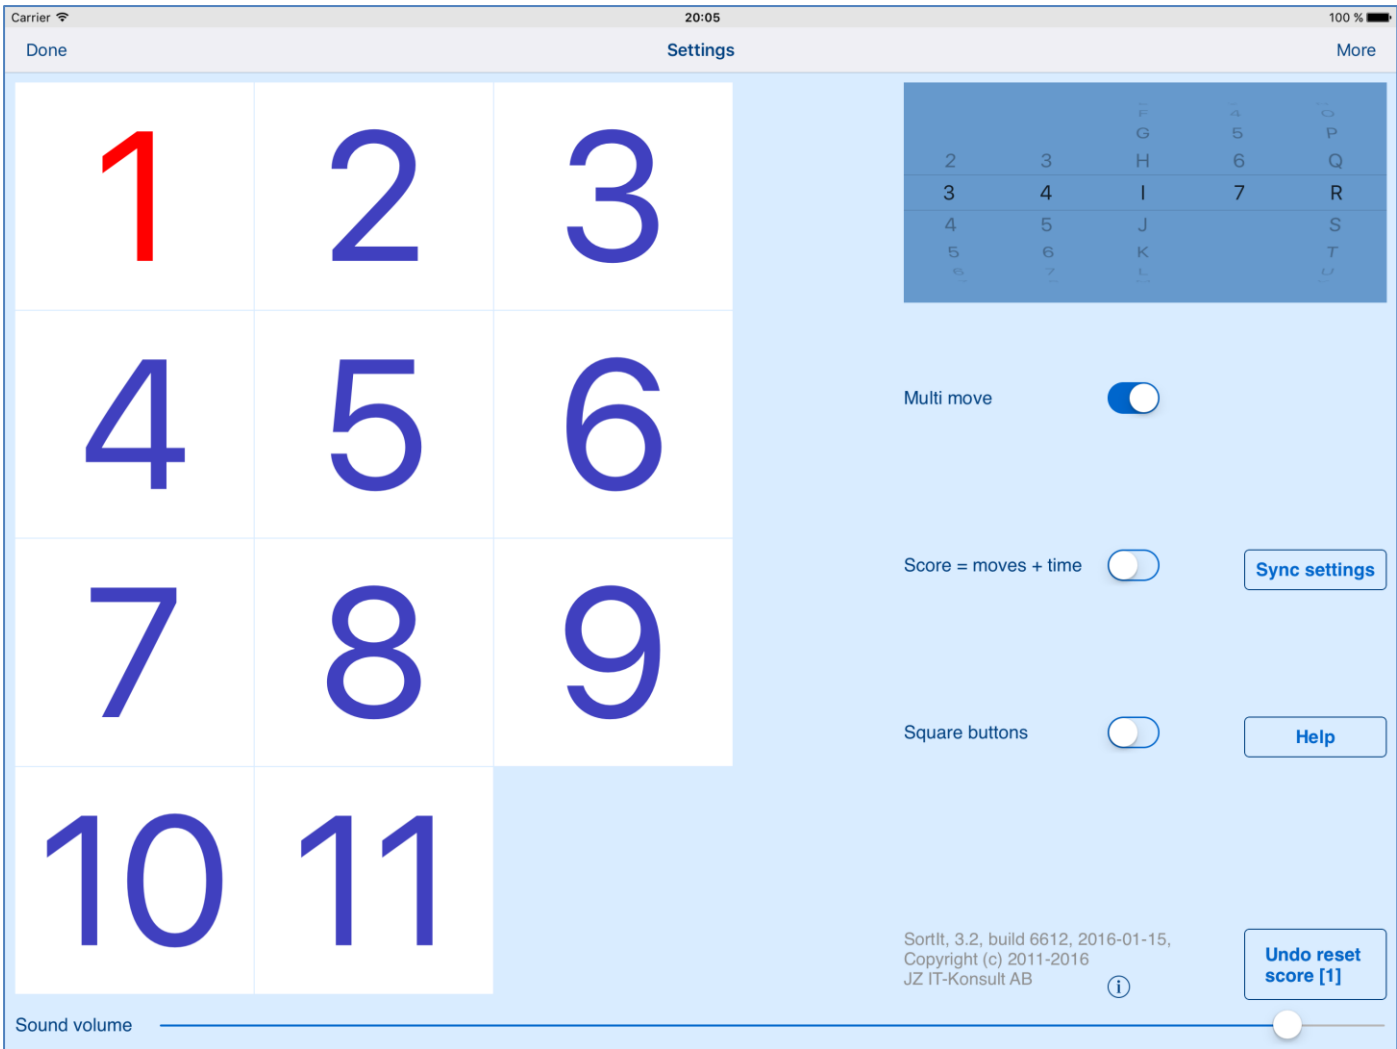 Carrier 20:05 100 %
Done Settings More
1 2 3
4 5 6
7 8 9
10 11
F 4 O
G 5 P
2 3 H 6 Q
3 4 I 7 R
4 5 J S
5 6 K T
6 7 L U
Multi move
Score = moves + time
Sync settings
Square buttons
Help
SortIt, 3.2, build 6612, 2016-01-15,
Copyright (c) 2011-2016
JZ IT-Konsult AB
i
Undo reset
score [1]
Sound volume